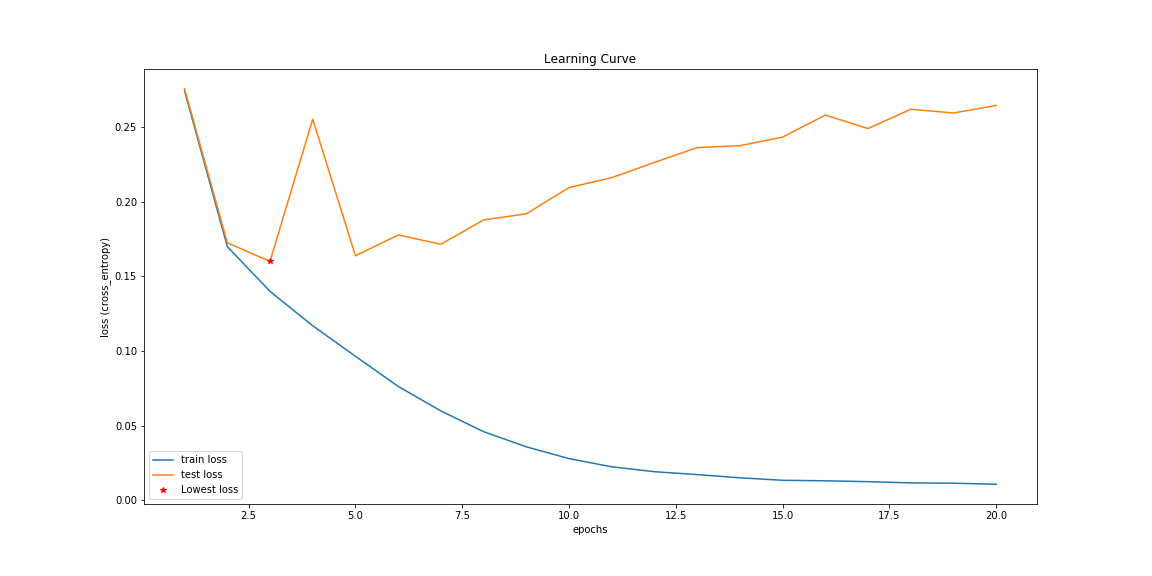 Learning Curve
0.25
0.20
0.15
0.10
0.05
0.00
loss (cross_entropy)
train loss
test loss
Lowest loss
2.5 5.0 7.5 10.0 12.5 15.0 17.5 20.0
epochs